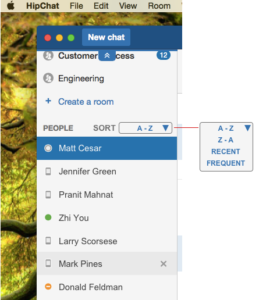 HipChat File Edit View Room
New chat
Customer Success 12
Engineering
+ Create a room
PEOPLE SORT A - Z
A - Z
Z - A
RECENT
FREQUENT
Matt Cesar
Jennifer Green
Pranit Mahnat
Zhi You
Larry Scorsese
Mark Pines ×
Donald Feldman